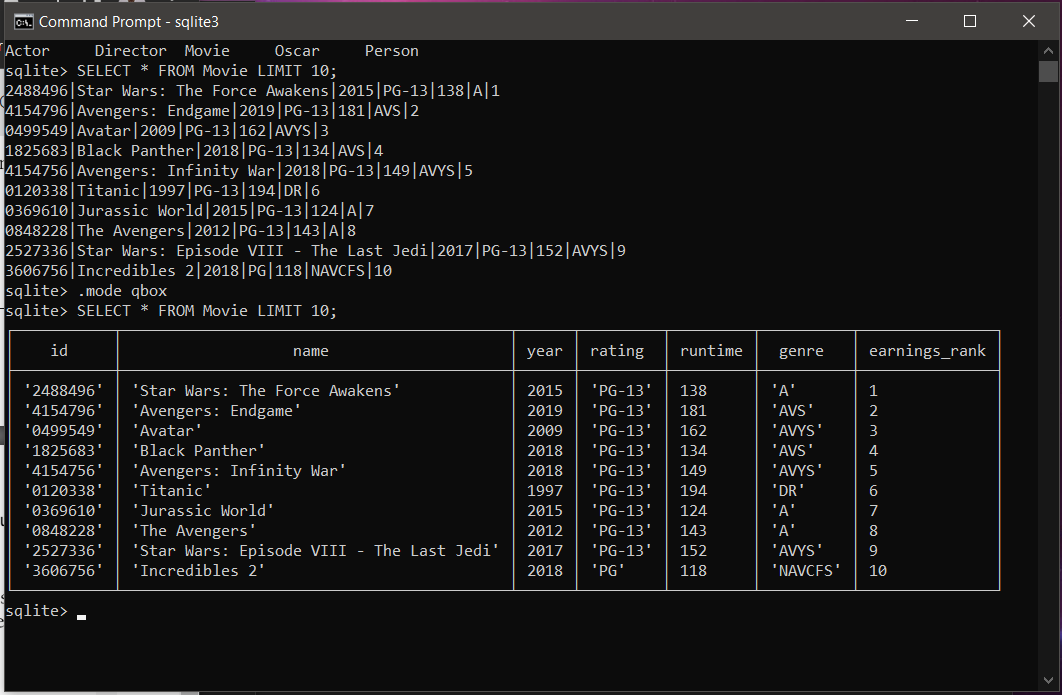 Command Prompt - sqlite3
Actor     Director  Movie     Oscar     Person
sqlite> SELECT * FROM Movie LIMIT 10;
2488496|Star Wars: The Force Awakens|2015|PG-13|138|A|1
4154796|Avengers: Endgame|2019|PG-13|181|AVS|2
0499549|Avatar|2009|PG-13|162|AVYS|3
1825683|Black Panther|2018|PG-13|134|AVS|4
4154756|Avengers: Infinity War|2018|PG-13|149|AVYS|5
0120338|Titanic|1997|PG-13|194|DR|6
0369610|Jurassic World|2015|PG-13|124|A|7
0848228|The Avengers|2012|PG-13|143|A|8
2527336|Star Wars: Episode VIII - The Last Jedi|2017|PG-13|152|AVYS|9
3606756|Incredibles 2|2018|PG|118|NAVCFS|10
sqlite> .mode qbox
sqlite> SELECT * FROM Movie LIMIT 10;
id name year rating runtime genre earnings_rank
'2488496' 'Star Wars: The Force Awakens' 2015 'PG-13' 138 'A' 1
'4154796' 'Avengers: Endgame' 2019 'PG-13' 181 'AVS' 2
'0499549' 'Avatar' 2009 'PG-13' 162 'AVYS' 3
'1825683' 'Black Panther' 2018 'PG-13' 134 'AVS' 4
'4154756' 'Avengers: Infinity War' 2018 'PG-13' 149 'AVYS' 5
'0120338' 'Titanic' 1997 'PG-13' 194 'DR' 6
'0369610' 'Jurassic World' 2015 'PG-13' 124 'A' 7
'0848228' 'The Avengers' 2012 'PG-13' 143 'A' 8
'2527336' 'Star Wars: Episode VIII - The Last Jedi' 2017 'PG-13' 152 'AVYS' 9
'3606756' 'Incredibles 2' 2018 'PG' 118 'NAVCFS' 10
sqlite>